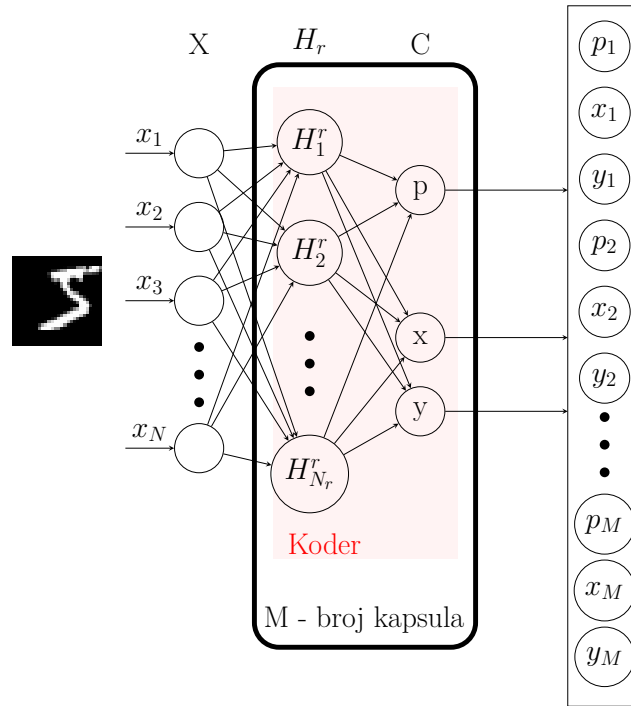 X H_r C
x_1
x_2
x_3
x_N
H_1^r
H_2^r
H_{N_r}^r
p
x
y
Koder
M - broj kapsula
p_1
x_1
y_1
p_2
x_2
y_2
p_M
x_M
y_M